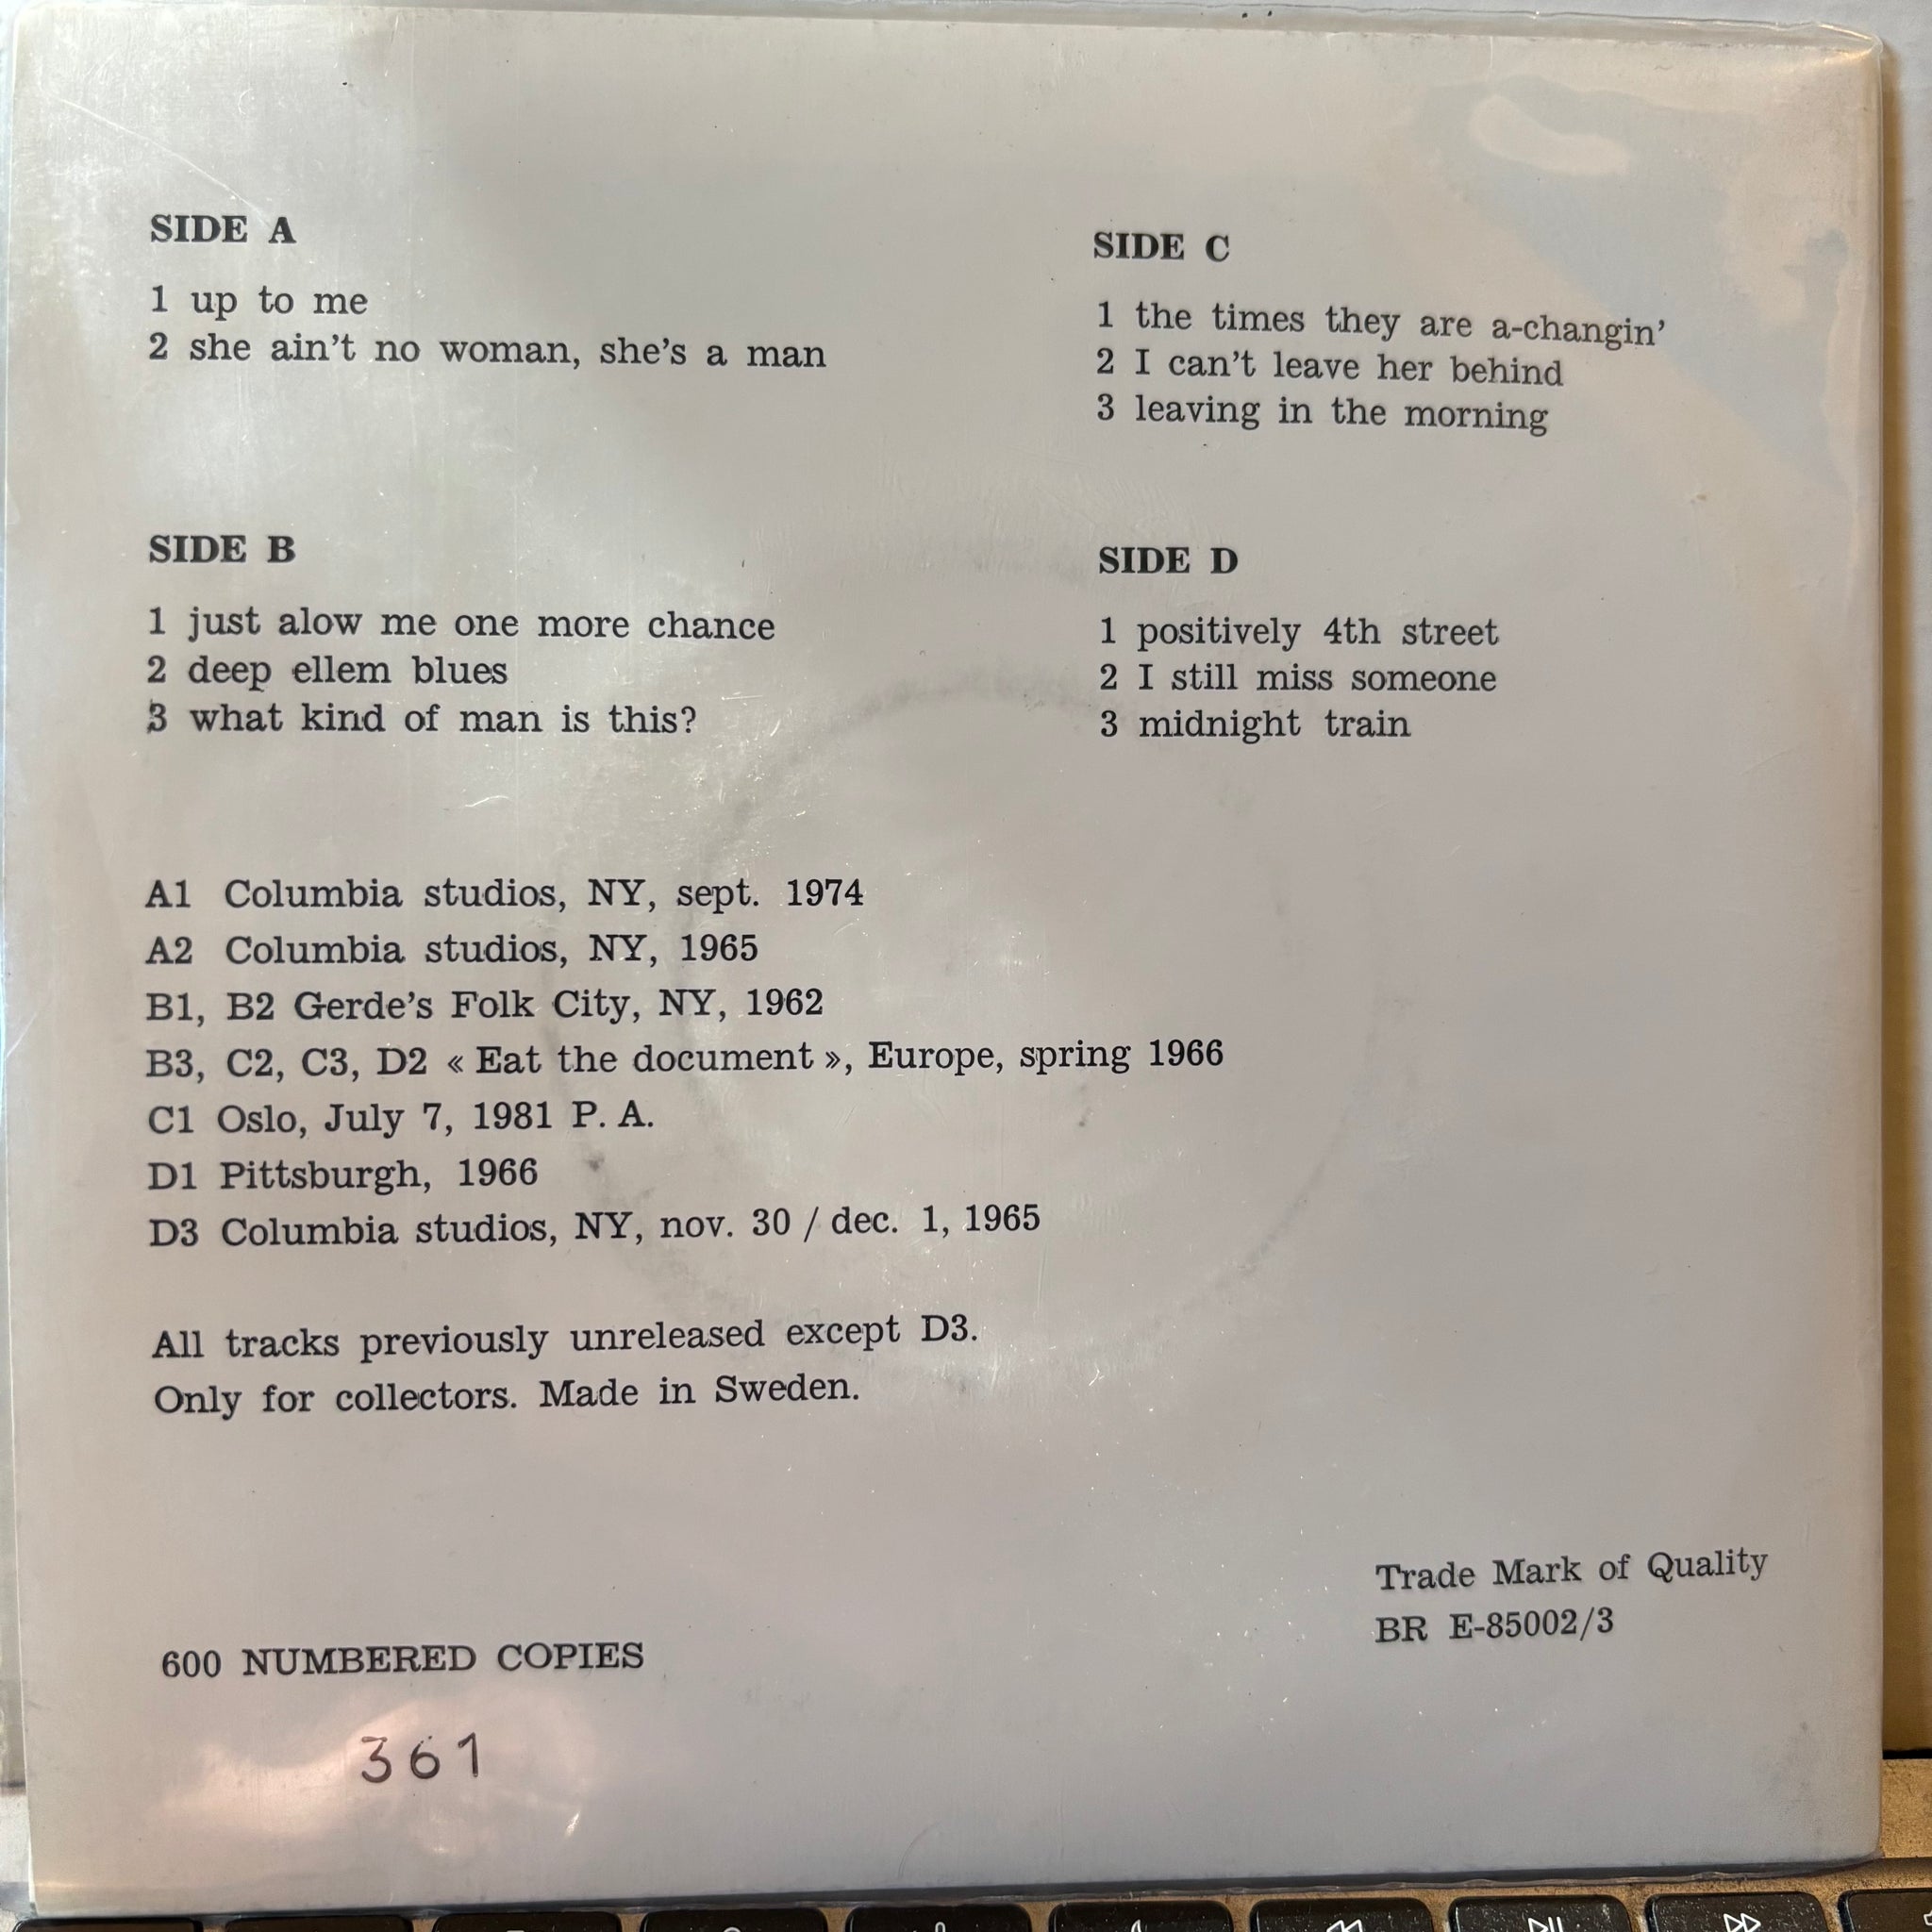 SIDE A
1 up to me
2 she ain't no woman, she's a man
SIDE B
1 just alow me one more chance
2 deep ellem blues
3 what kind of man is this?
SIDE C
1 the times they are a-changin'
2 I can't leave her behind
3 leaving in the morning
SIDE D
1 positively 4th street
2 I still miss someone
3 midnight train
A1 Columbia studios, NY, sept. 1974
A2 Columbia studios, NY, 1965
B1, B2 Gerde's Folk City, NY, 1962
B3, C2, C3, D2 « Eat the document », Europe, spring 1966
C1 Oslo, July 7, 1981 P. A.
D1 Pittsburgh, 1966
D3 Columbia studios, NY, nov. 30 / dec. 1, 1965
All tracks previously unreleased except D3.
Only for collectors. Made in Sweden.
Trade Mark of Quality
BR E-85002/3
600 NUMBERED COPIES
361